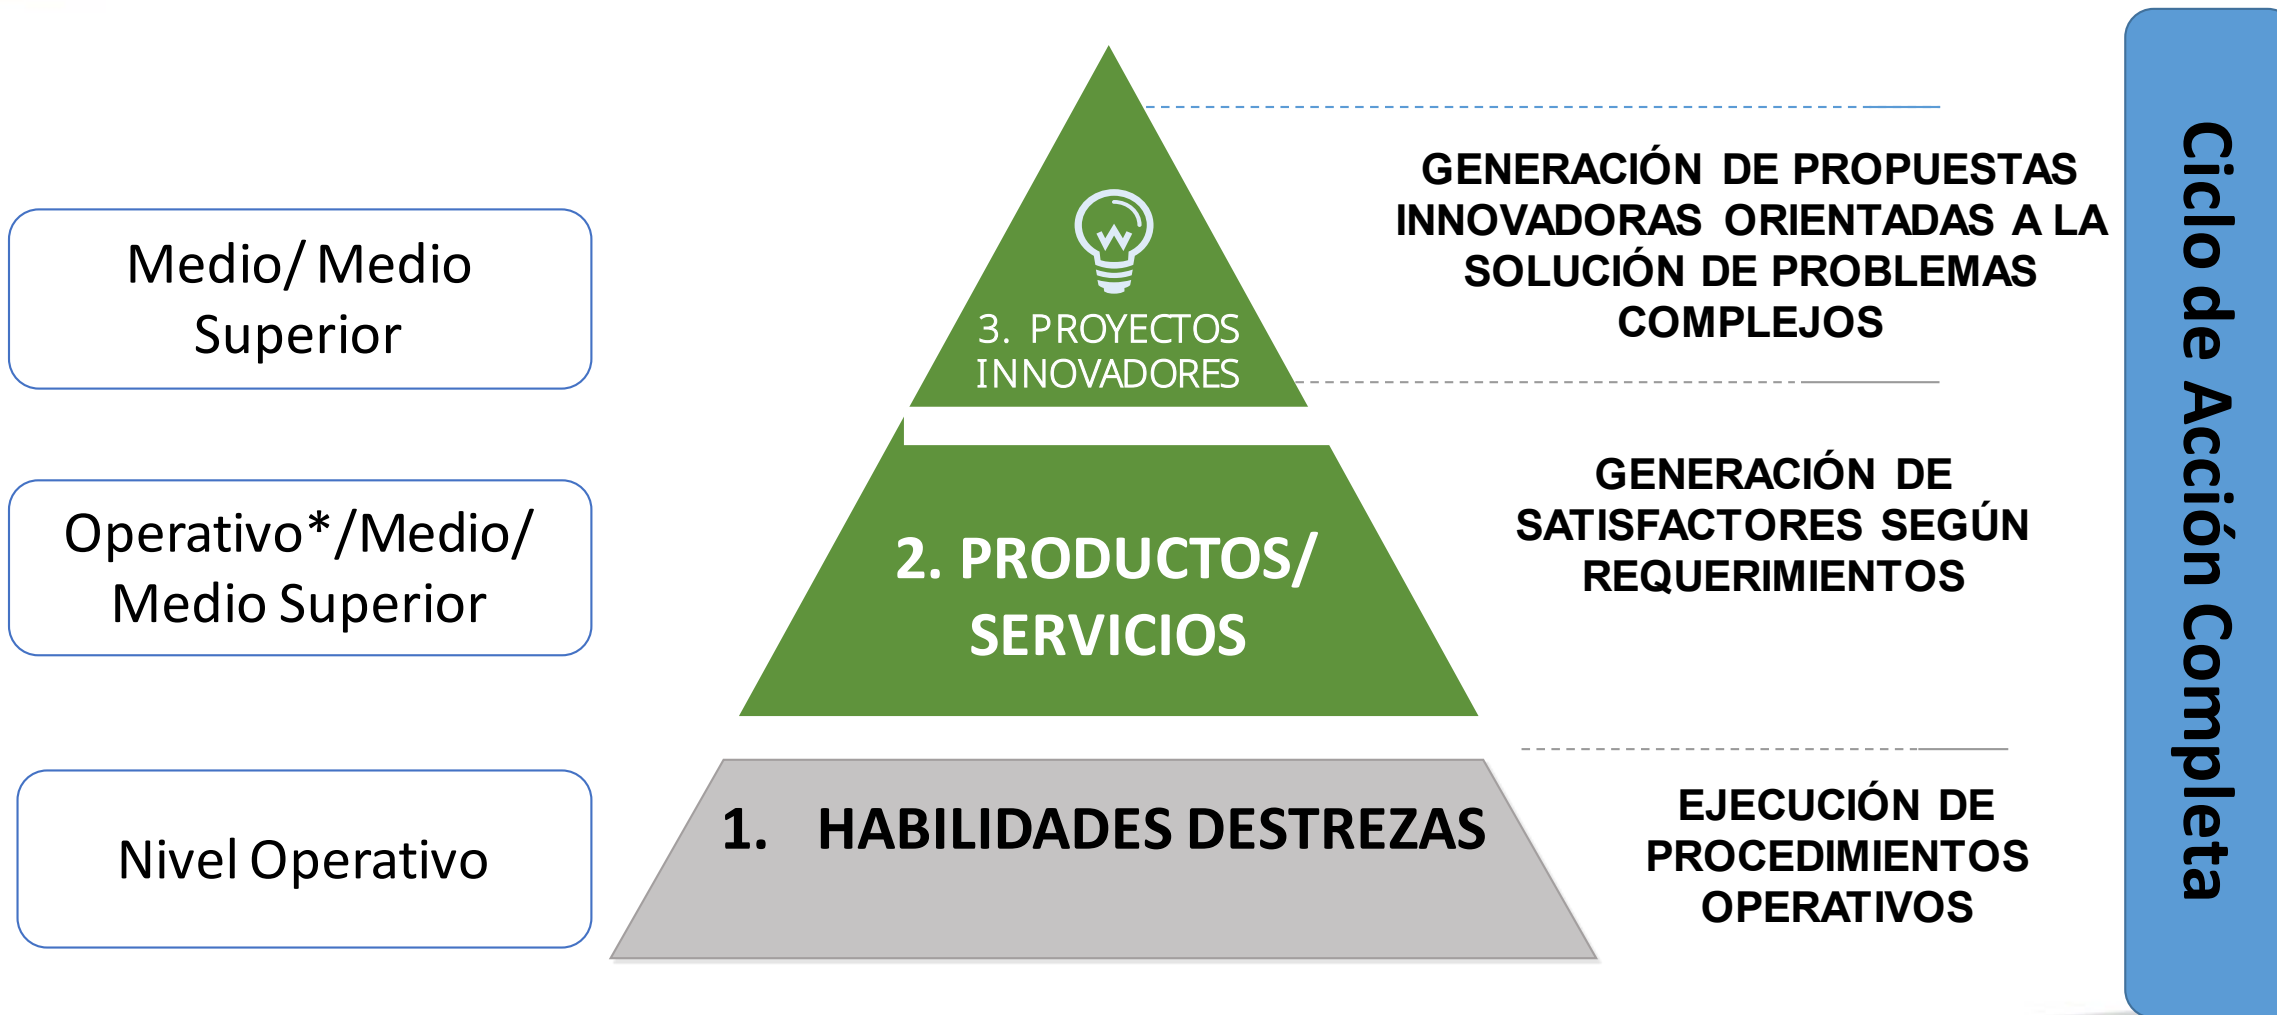 Medio/ Medio
Superior
3. PROYECTOS
INNOVADORES
GENERACIÓN DE PROPUESTAS
INNOVADORAS ORIENTADAS A LA
SOLUCIÓN DE PROBLEMAS
COMPLEJOS
Operativo*/Medio/
Medio Superior
2. PRODUCTOS/
SERVICIOS
GENERACIÓN DE
SATISFACTORES SEGÚN
REQUERIMIENTOS
Nivel Operativo
1. HABILIDADES DESTREZAS
EJECUCIÓN DE
PROCEDIMIENTOS
OPERATIVOS
Ciclo de Acción Completa